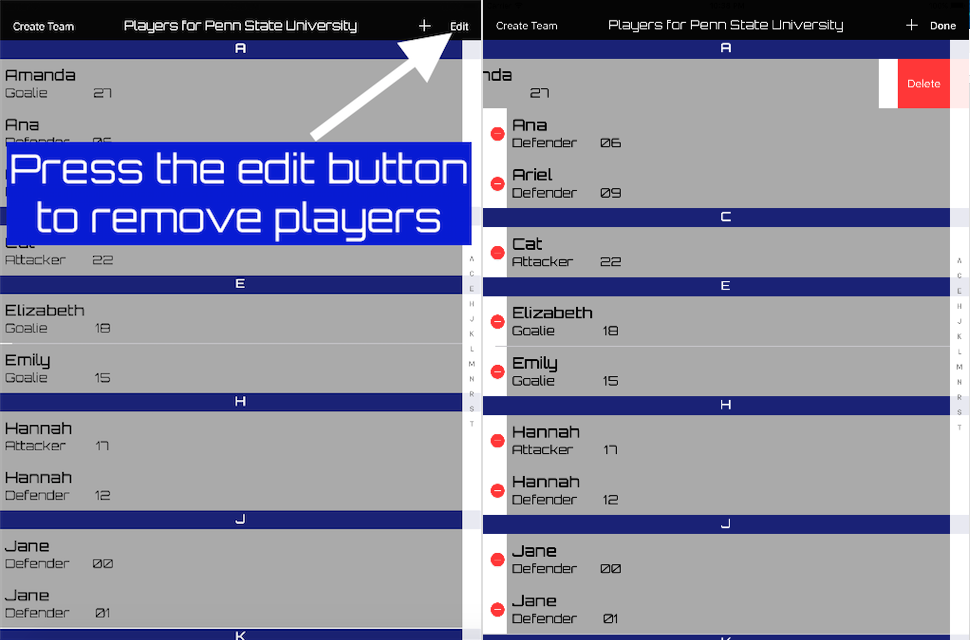 Create Team Players for Penn State University + Edit
A
Amanda
Goalie 27
Ana
Defender 06
Press the edit button
to remove players
Cat
Attacker 22
E
Elizabeth
Goalie 18
Emily
Goalie 15
H
Hannah
Attacker 17
Hannah
Defender 12
J
Jane
Defender 00
Jane
Defender 01
K
A
C
E
H
J
K
L
M
N
R
S
T
Create Team Players for Penn State University + Done
A
nda
27
Delete
Ana
Defender 06
Ariel
Defender 09
C
Cat
Attacker 22
E
Elizabeth
Goalie 18
Emily
Goalie 15
H
Hannah
Attacker 17
Hannah
Defender 12
J
Jane
Defender 00
Jane
Defender 01
K
A
C
E
H
J
K
L
M
N
R
S
T